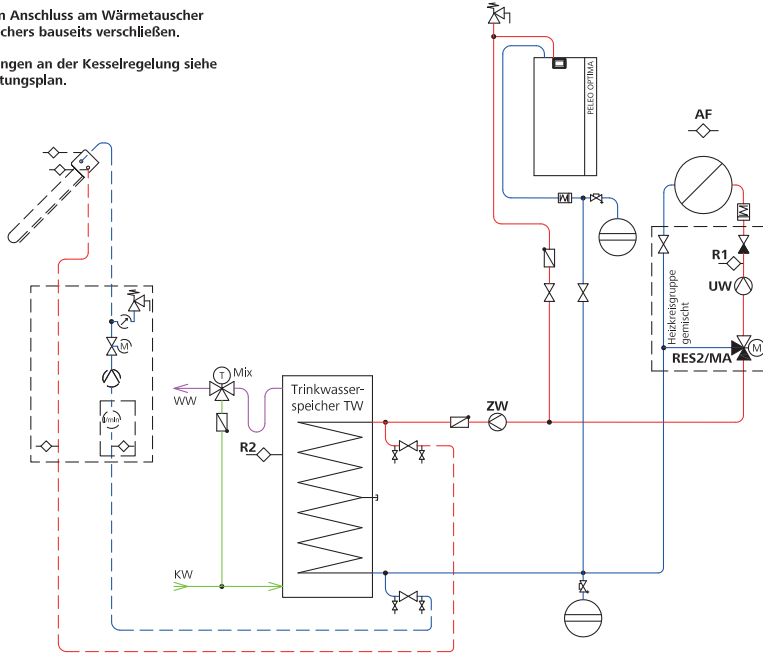 n Anschluss am Wärmetauscher
chers bauseits verschließen.
ngen an der Kesselregelung siehe
tungsplan.
PELEO OPTIMA
AF
R1
UW
Heizkreisgruppe
gemischt
M
RES2/MA
M
l/min
T
Mix
WW
Trinkwasser-
speicher TW
ZW
R2
KW